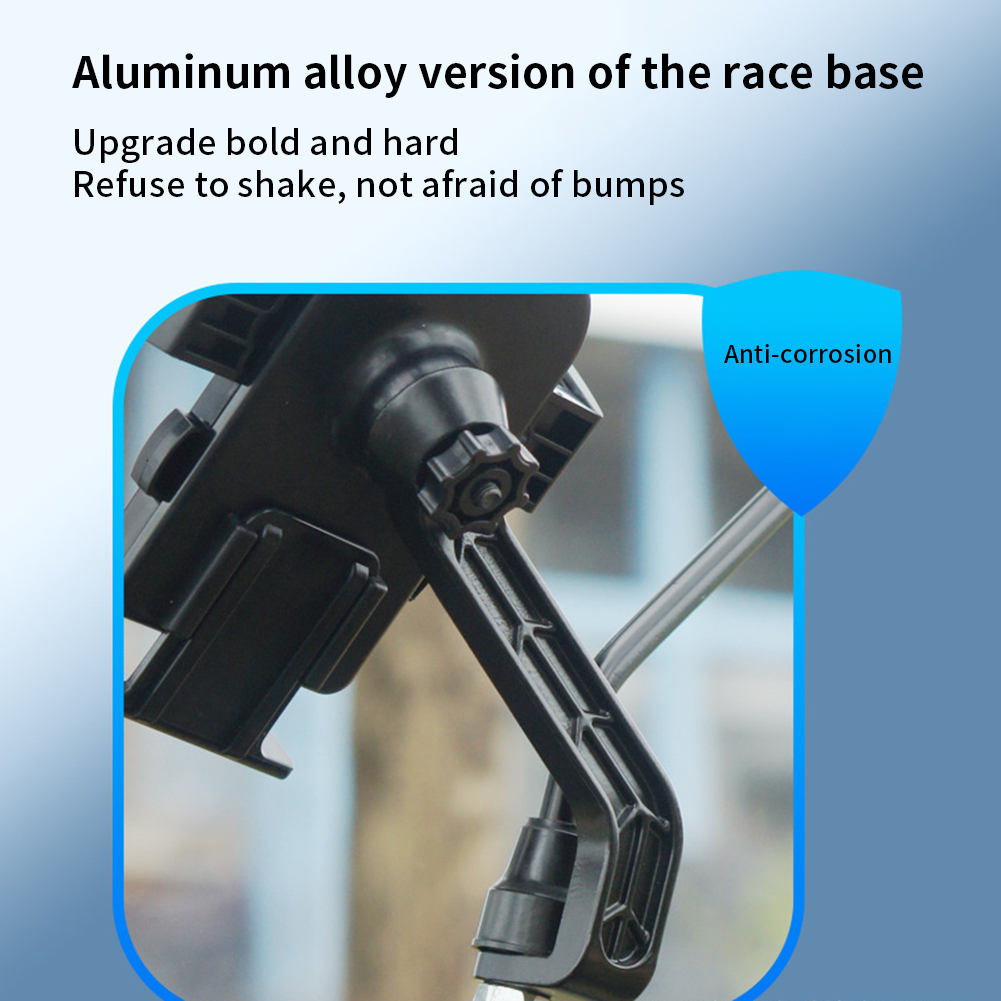 Aluminum alloy version of the race base
Upgrade bold and hard
Refuse to shake, not afraid of bumps
Anti-corrosion